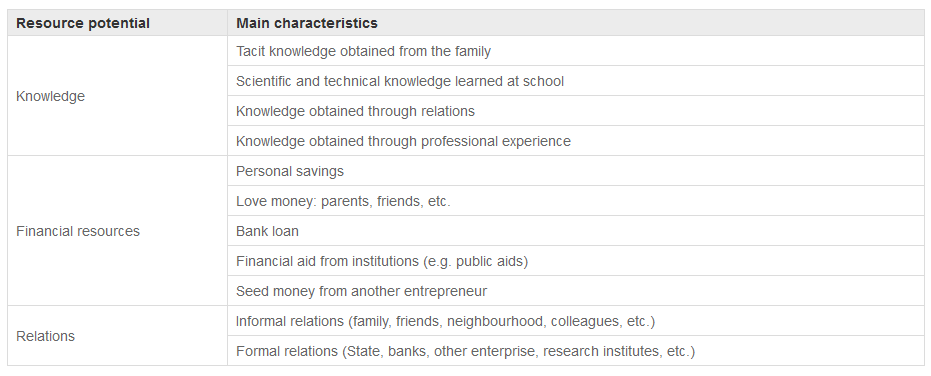 Resource potential Main characteristics
Knowledge
Tacit knowledge obtained from the family
Scientific and technical knowledge learned at school
Knowledge obtained through relations
Knowledge obtained through professional experience
Financial resources
Personal savings
Love money: parents, friends, etc.
Bank loan
Financial aid from institutions (e.g. public aids)
Seed money from another entrepreneur
Relations
Informal relations (family, friends, neighbourhood, colleagues, etc.)
Formal relations (State, banks, other enterprise, research institutes, etc.)